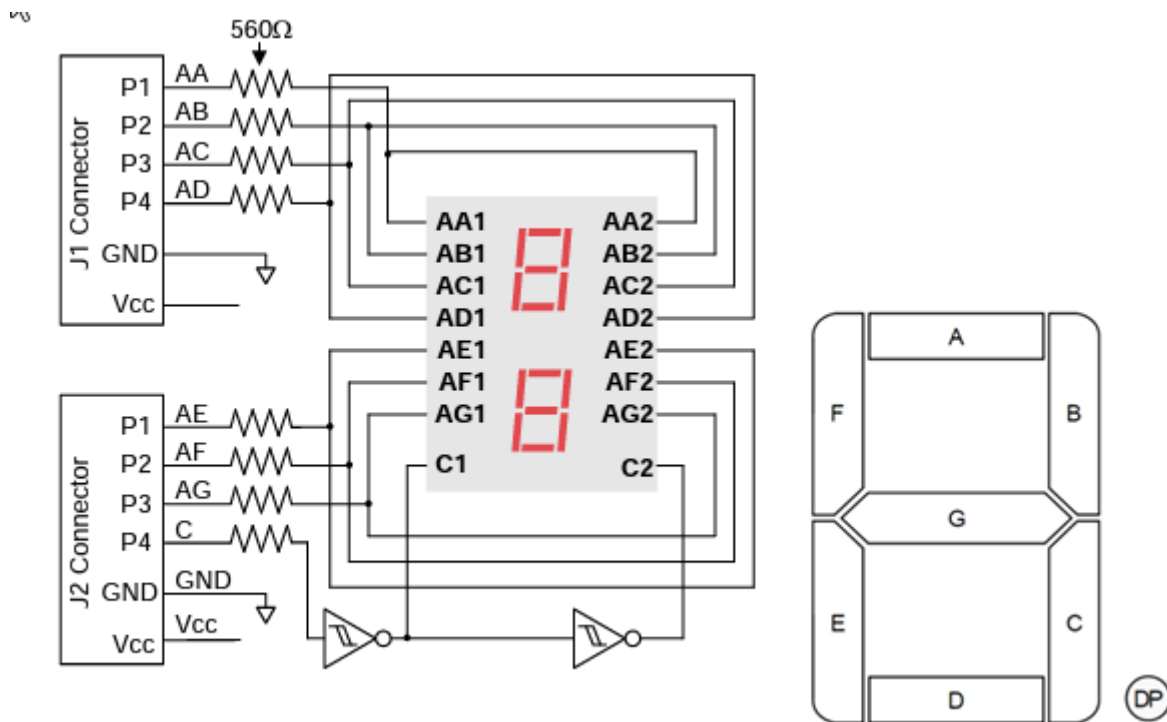 560Ω
J1 Connector
P1 AA
P2 AB
P3 AC
P4 AD
GND
Vcc
AA1 AA2
AB1 AB2
AC1 AC2
AD1 AD2
AE1 AE2
AF1 AF2
AG1 AG2
C1 C2
J2 Connector
P1 AE
P2 AF
P3 AG
P4 C
GND GND
Vcc Vcc
A
F B
G
E C
D
DP